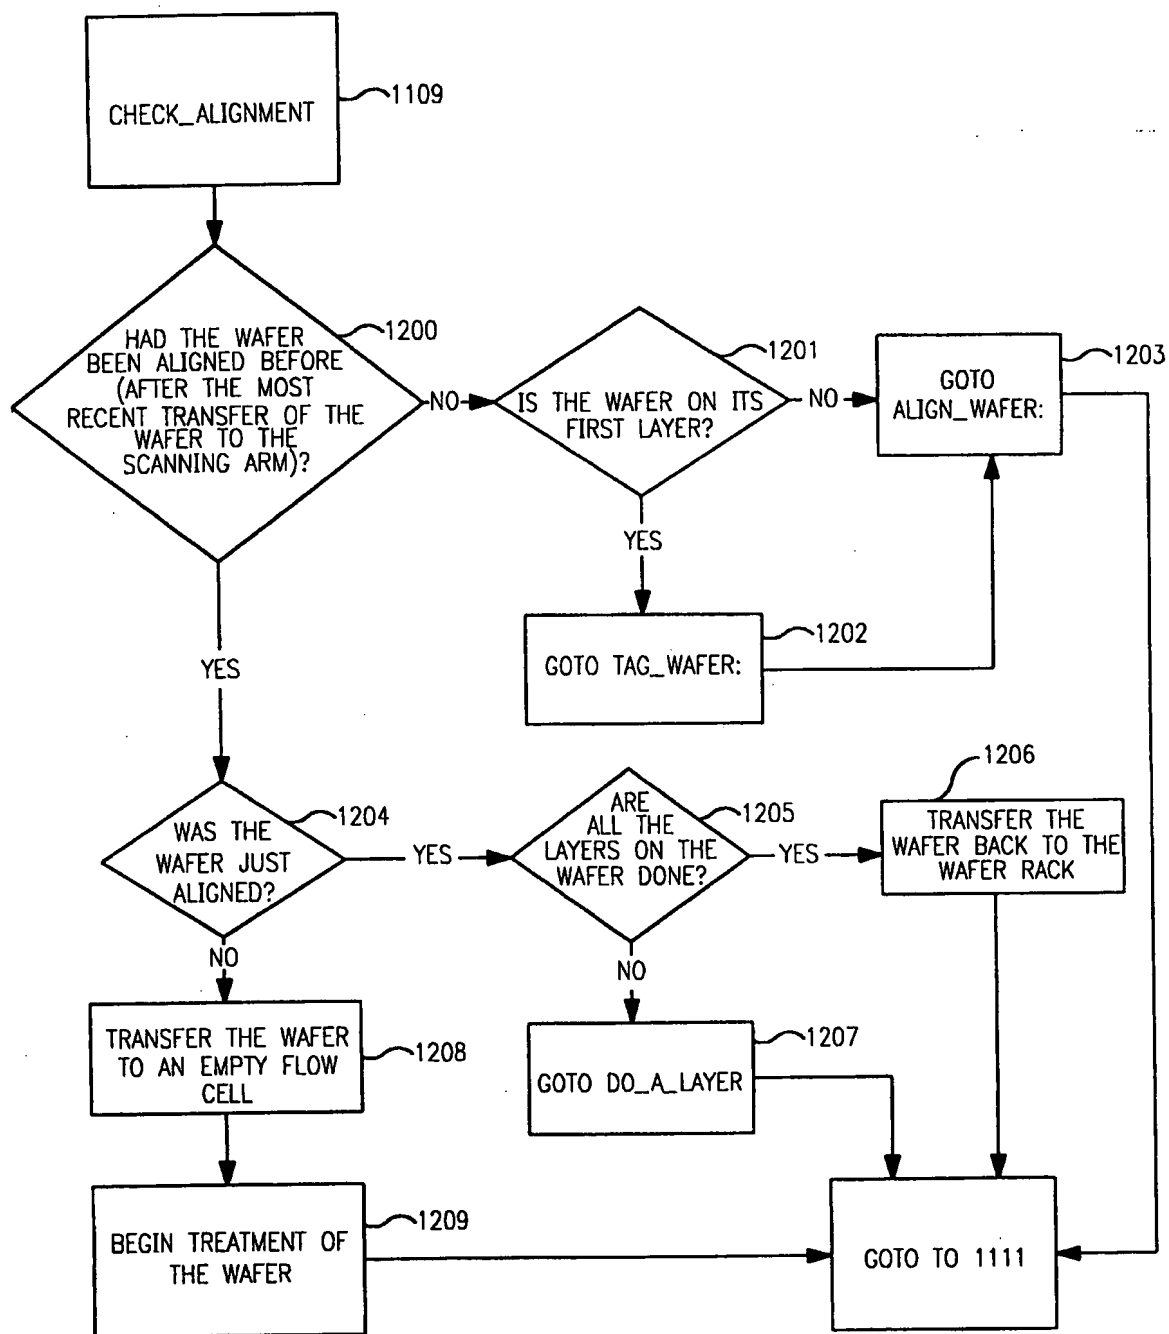 CHECK_ALIGNMENT
1109
HAD THE WAFER
BEEN ALIGNED BEFORE
(AFTER THE MOST
RECENT TRANSFER OF THE
WAFER TO THE
SCANNING ARM)?
1200
NO
IS THE WAFER ON ITS
FIRST LAYER?
1201
NO
GOTO
ALIGN_WAFER:
1203
YES
GOTO TAG_WAFER:
1202
YES
WAS THE
WAFER JUST
ALIGNED?
1204
YES
ARE
ALL THE
LAYERS ON THE
WAFER DONE?
1205
YES
TRANSFER THE
WAFER BACK TO THE
WAFER RACK
1206
NO
TRANSFER THE WAFER
TO AN EMPTY FLOW
CELL
1208
NO
GOTO DO_A_LAYER
1207
BEGIN TREATMENT OF
THE WAFER
1209
GOTO TO 1111